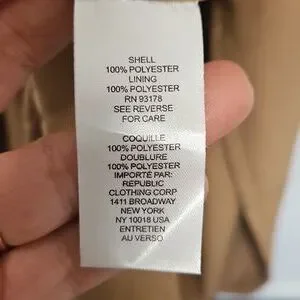 SHELL
100% POLYESTER
LINING
100% POLYESTER
RN 93178
SEE REVERSE
FOR CARE
COQUILLE
100% POLYESTER
DOUBLURE
100% POLYESTER
IMPORTÉ PAR:
REPUBLIC
CLOTHING CORP
1411 BROADWAY
NEW YORK
NY 10018 USA
ENTRETIEN
AU VERSO